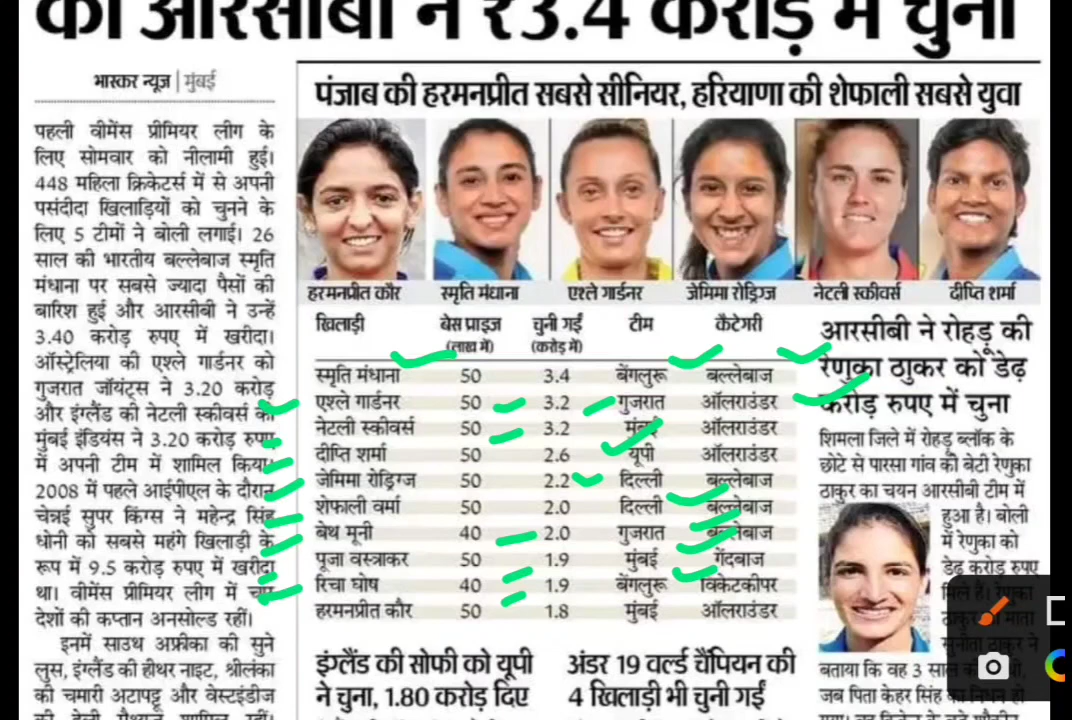 को आरसीबी ने ₹3.4 करोड़ में चुना
भास्कर न्यूज | मुंबई
पहली वीमेंस प्रीमियर लीग के
लिए सोमवार को नीलामी हुई।
448 महिला क्रिकेटर्स में से अपनी
पसंदीदा खिलाड़ियों को चुनने के
लिए 5 टीमों ने बोली लगाई। 26
साल की भारतीय बल्लेबाज स्मृति
मंधाना पर सबसे ज्यादा पैसों की
बारिश हुई और आरसीबी ने उन्हें
3.40 करोड़ रुपए में खरीदा।
ऑस्ट्रेलिया की एश्ले गार्डनर को
गुजरात जॉयंट्स ने 3.20 करोड़
और इंग्लैंड की नेटली स्कीवर्स को
मुंबई इंडियंस ने 3.20 करोड़ रुपए
में अपनी टीम में शामिल किया।
2008 में पहले आईपीएल के दौरान
चेन्नई सुपर किंग्स ने महेन्द्र सिंह
धोनी को सबसे महंगे खिलाड़ी के
रूप में 9.5 करोड़ रुपए में खरीदा
था। वीमेंस प्रीमियर लीग में चार
देशों की कप्तान अनसोल्ड रहीं।
इनमें साउथ अफ्रीका की सुने
लुस, इंग्लैंड की हीथर नाइट, श्रीलंका
की चमारी अटापट्टू और वेस्टइंडीज
पंजाब की हरमनप्रीत सबसे सीनियर, हरियाणा की शेफाली सबसे युवा
हरमनप्रीत कौर स्मृति मंधाना एश्ले गार्डनर जेमिमा रोड्रिग्ज नेटली स्कीवर्स दीप्ति शर्मा
खिलाड़ी बेस प्राइज चुनी गईं टीम कैटेगरी
(लाख में) (करोड़ में)
स्मृति मंधाना 50 3.4 बेंगलुरू बल्लेबाज
एश्ले गार्डनर 50 3.2 गुजरात ऑलराउंडर
नेटली स्कीवर्स 50 3.2 मुंबई ऑलराउंडर
दीप्ति शर्मा 50 2.6 यूपी ऑलराउंडर
जेमिमा रोड्रिग्ज 50 2.2 दिल्ली बल्लेबाज
शेफाली वर्मा 50 2.0 दिल्ली बल्लेबाज
बेथ मूनी 40 2.0 गुजरात बल्लेबाज
पूजा वस्त्राकर 50 1.9 मुंबई गेंदबाज
रिचा घोष 40 1.9 बेंगलुरू विकेटकीपर
हरमनप्रीत कौर 50 1.8 मुंबई ऑलराउंडर
इंग्लैंड की सोफी को यूपी
ने चुना, 1.80 करोड़ दिए
अंडर 19 वर्ल्ड चैंपियन की
4 खिलाड़ी भी चुनी गईं
आरसीबी ने रोहड़ू की
रेणुका ठाकुर को डेढ़
करोड़ रुपए में चुना
शिमला जिले में रोहड़ू ब्लॉक के
छोटे से पारसा गांव की बेटी रेणुका
ठाकुर का चयन आरसीबी टीम में
हुआ है। बोली
में रेणुका को
डेढ़ करोड़ रुपए
मिले हैं। रेणुका
ठाकुर की माता
सुनीता ठाकुर ने
बताया कि वह 3 साल की थी,
जब पिता केहर सिंह का निधन हो